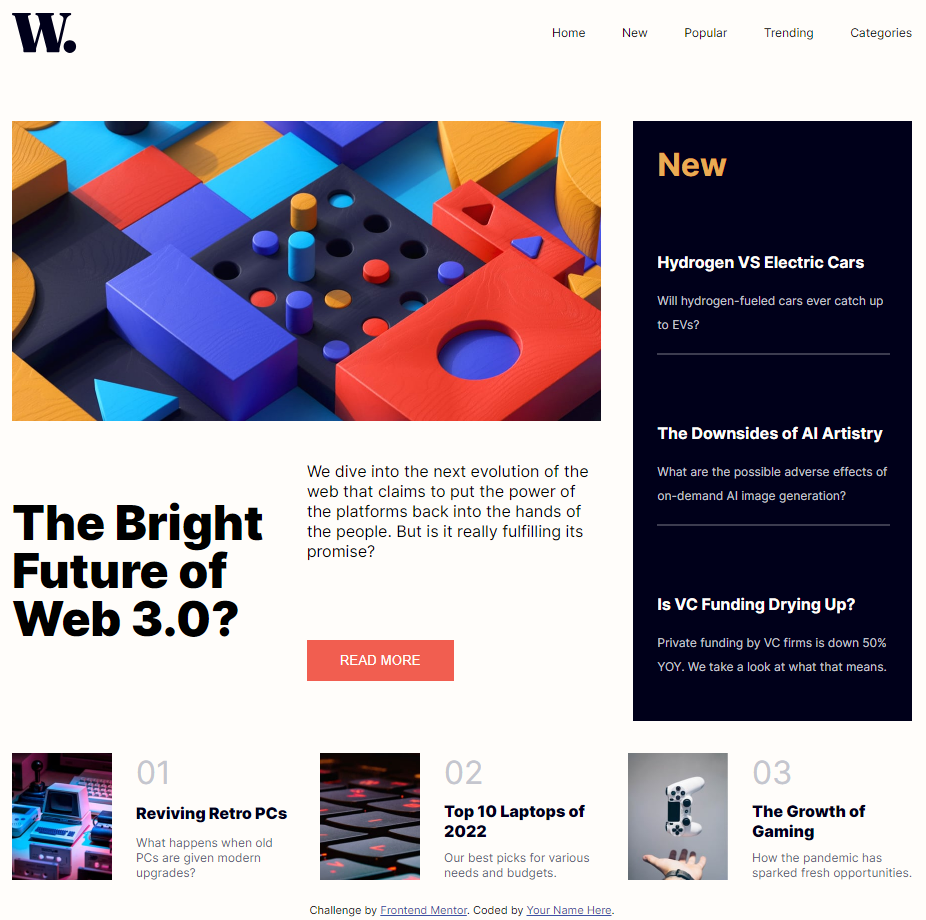 W.
Home New Popular Trending Categories
The Bright
Future of
Web 3.0?
We dive into the next evolution of the
web that claims to put the power of
the platforms back into the hands of
the people. But is it really fulfilling its
promise?
READ MORE
New
Hydrogen VS Electric Cars
Will hydrogen-fueled cars ever catch up
to EVs?
The Downsides of AI Artistry
What are the possible adverse effects of
on-demand AI image generation?
Is VC Funding Drying Up?
Private funding by VC firms is down 50%
YOY. We take a look at what that means.
01
Reviving Retro PCs
What happens when old
PCs are given modern
upgrades?
02
Top 10 Laptops of
2022
Our best picks for various
needs and budgets.
03
The Growth of
Gaming
How the pandemic has
sparked fresh opportunities.
Challenge by Frontend Mentor. Coded by Your Name Here.